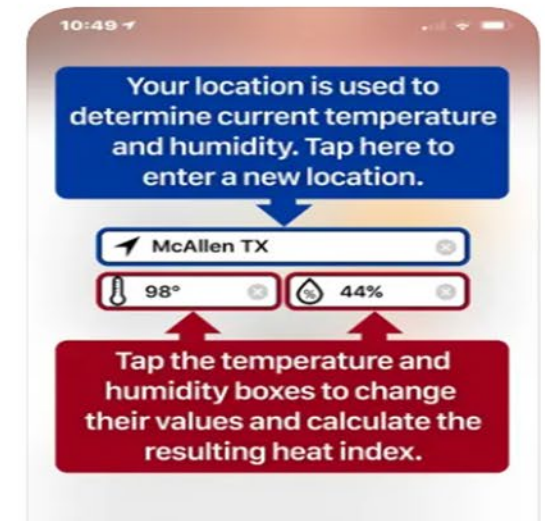 10:49
Your location is used to
determine current temperature
and humidity. Tap here to
enter a new location.
McAllen TX
98°
% 44%
Tap the temperature and
humidity boxes to change
their values and calculate the
resulting heat index.